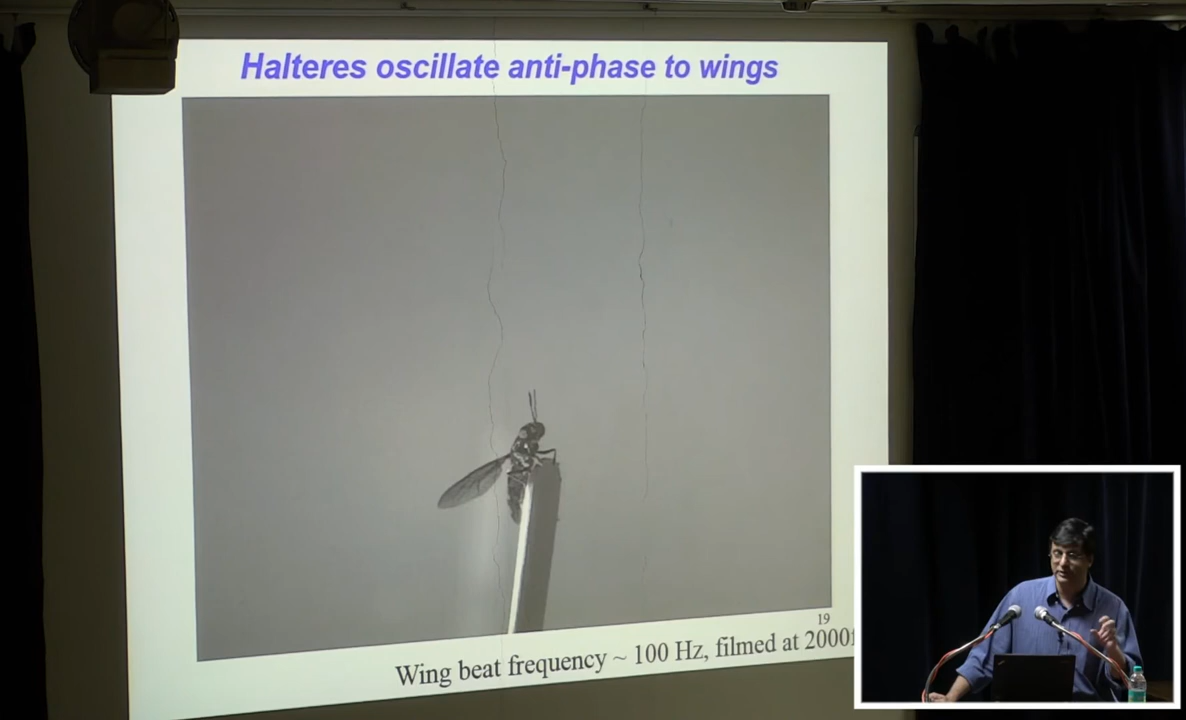 Halteres oscillate anti-phase to wings
19
Wing beat frequency ~ 100 Hz, filmed at 2000